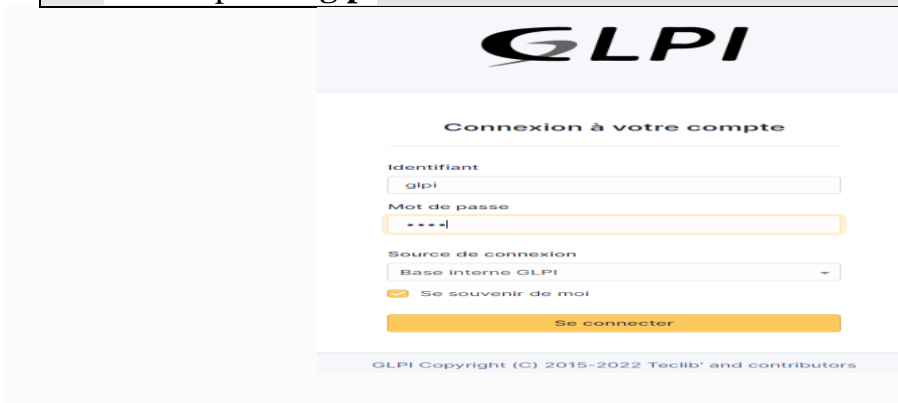 GLPI
Connexion à votre compte
Identifiant
glpi
Mot de passe
••••
Source de connexion
Base interne GLPI
Se souvenir de moi
Se connecter
GLPI Copyright (C) 2015-2022 Teclib' and contributors